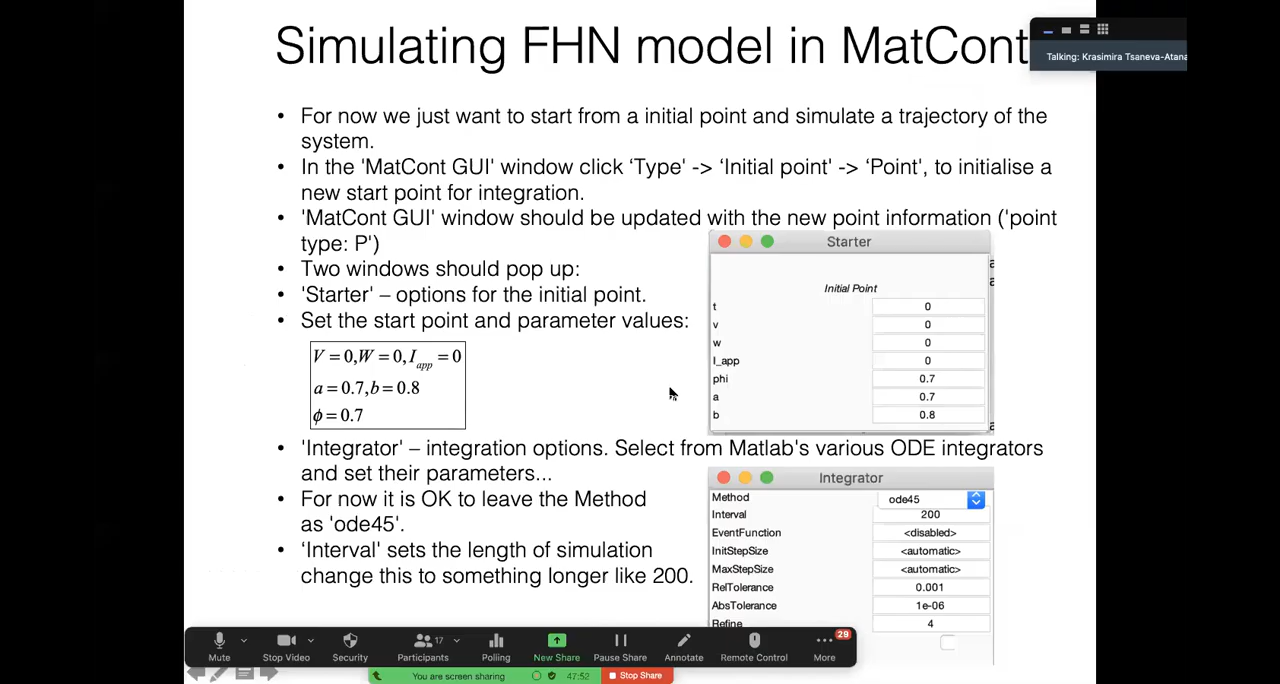 Simulating FHN model in MatCont
Talking: Krasimira Tsaneva-Atana
• For now we just want to start from a initial point and simulate a trajectory of the
system.
• In the 'MatCont GUI' window click ‘Type' -> ‘Initial point' -> ‘Point’, to initialise a
new start point for integration.
• 'MatCont GUI' window should be updated with the new point information ('point
type: P')
• Two windows should pop up:
• 'Starter' – options for the initial point.
• Set the start point and parameter values:
V = 0, W = 0, I_app = 0
a = 0.7, b = 0.8
ϕ = 0.7
Starter
Initial Point
t 0
v 0
w 0
I_app 0
phi 0.7
a 0.7
b 0.8
• 'Integrator' – integration options. Select from Matlab's various ODE integrators
and set their parameters...
• For now it is OK to leave the Method
as 'ode45'.
• ‘Interval' sets the length of simulation
change this to something longer like 200.
Integrator
Method ode45
Interval 200
EventFunction <disabled>
InitStepSize <automatic>
MaxStepSize <automatic>
RelTolerance 0.001
AbsTolerance 1e-06
Refine 4
Mute
Stop Video
Security
Participants 17
Polling
New Share
Pause Share
Annotate
Remote Control
More 29
You are screen sharing 47:52 Stop Share